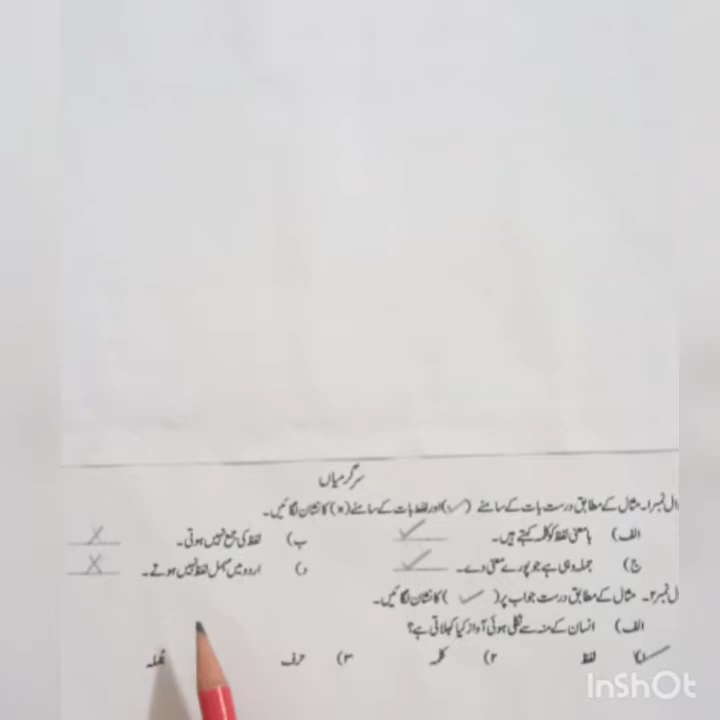 سرگرمیاں
ال نمبر ۱۔ مثال کے مطابق درست بات کے سامنے (✓) اور غلط بات کے سامنے (×) کا نشان لگائیں۔
الف) بامعنی لفظ کو کلمہ کہتے ہیں۔ ✓ ب) لفظ کی جمع نہیں ہوتی۔ ×
ج) جملہ وہی ہے جو پورے معنی دے۔ ✓ د) اردو میں مہمل لفظ نہیں ہوتے۔ ×
ل نمبر ۲۔ مثال کے مطابق درست جواب پر (✓) کا نشان لگائیں۔
الف) انسان کے منہ سے نکلی ہوئی آواز کیا کہلاتی ہے؟
✓ لفظ ۲) کلمہ ۳) حرف جملہ
InShOt